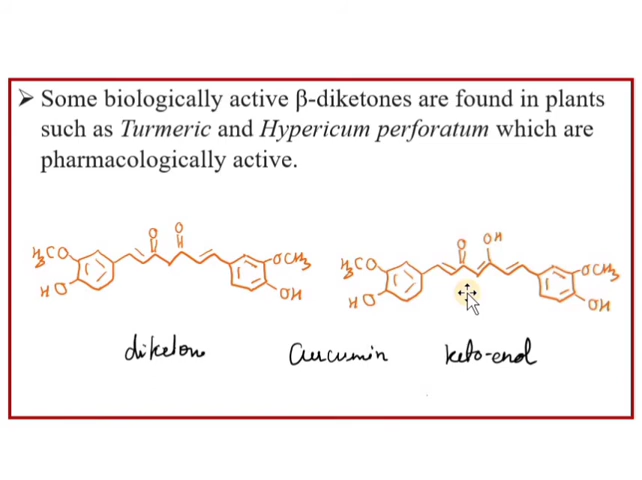 ➤ Some biologically active β-diketones are found in plants
such as Turmeric and Hypericum perforatum which are
pharmacologically active.
O O O OH
H3CO OCH3 H3CO OCH3
HO OH HO OH
diketone Curcumin keto-enol